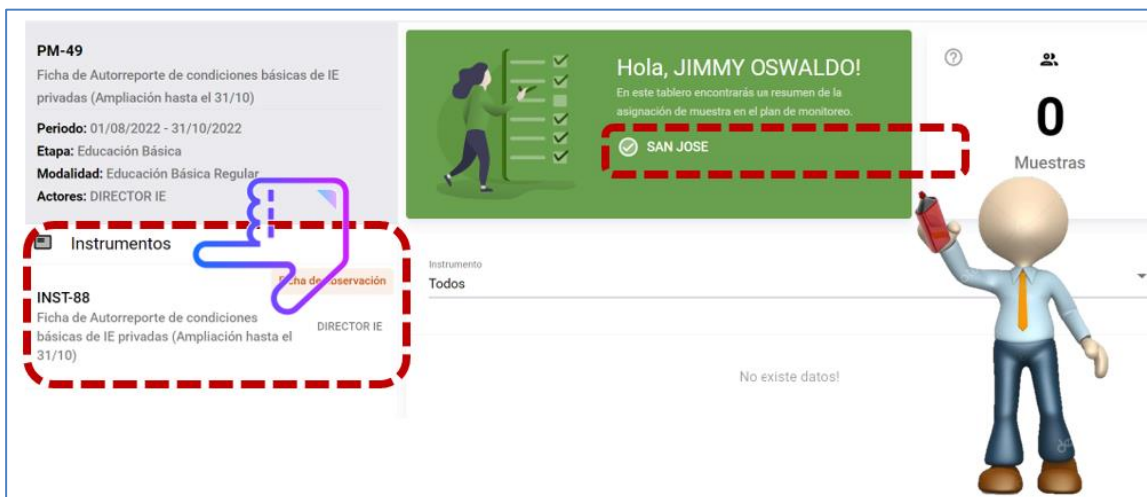 PM-49
Ficha de Autorreporte de condiciones básicas de IE
privadas (Ampliación hasta el 31/10)
Periodo: 01/08/2022 - 31/10/2022
Etapa: Educación Básica
Modalidad: Educación Básica Regular
Actores: DIRECTOR IE
Instrumentos
Ficha de observación
INST-88
Ficha de Autorreporte de condiciones
básicas de IE privadas (Ampliación hasta el
31/10)
DIRECTOR IE
Hola, JIMMY OSWALDO!
En este tablero encontrarás un resumen de la
asignación de muestra en el plan de monitoreo.
SAN JOSE
0
Muestras
Instrumento
Todos
No existe datos!